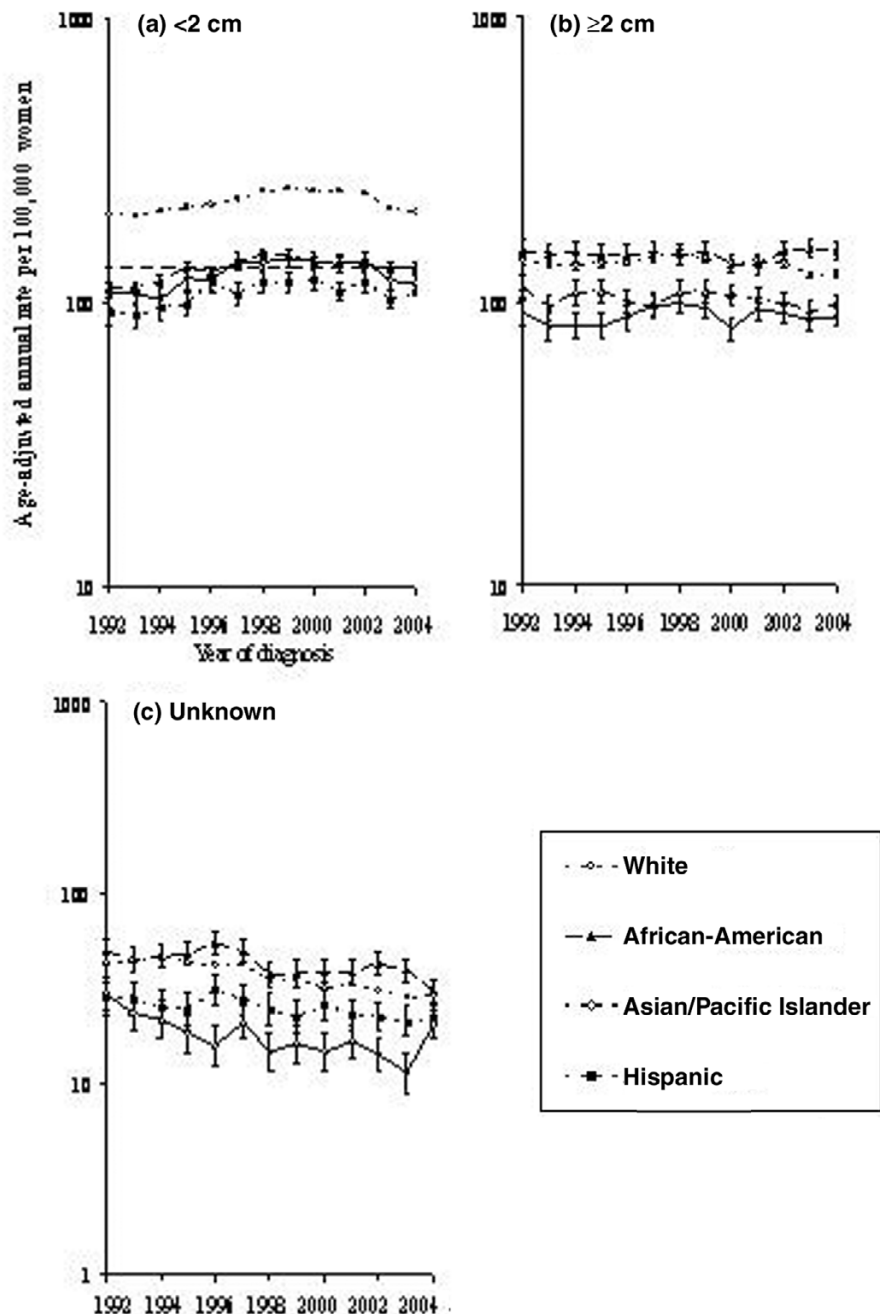 (a) <2 cm
1000
100
10
1992 1994 1996 1998 2000 2002 2004
Year of diagnosis
Age-adjusted annual rate per 100,000 women
(b) ≥2 cm
1000
100
10
1992 1994 1996 1998 2000 2002 2004
(c) Unknown
1000
100
10
1
1992 1994 1996 1998 2000 2002 2004
White
African-American
Asian/Pacific Islander
Hispanic